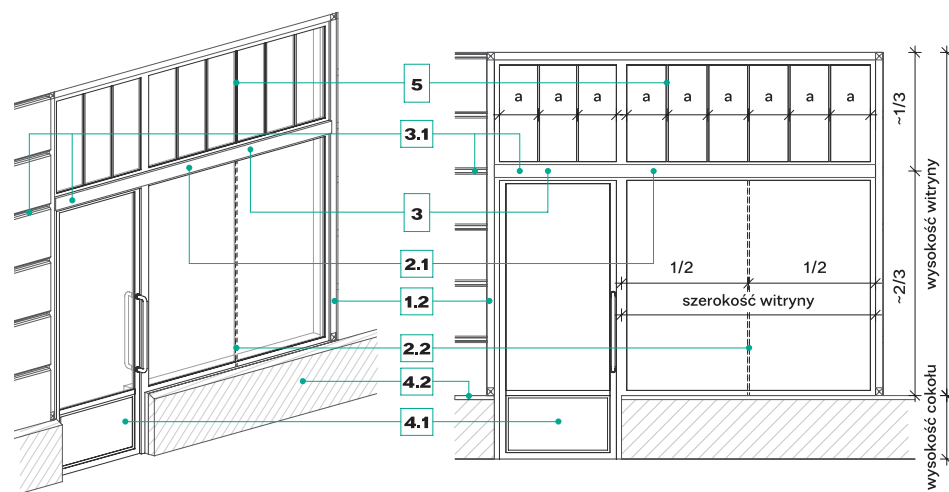 5
3.1
3
2.1
1.2
2.2
4.2
4.1
a a a a a a a a a
~1/3
~2/3
1/2 1/2
szerokość witryny
wysokość witryny
wysokość cokołu